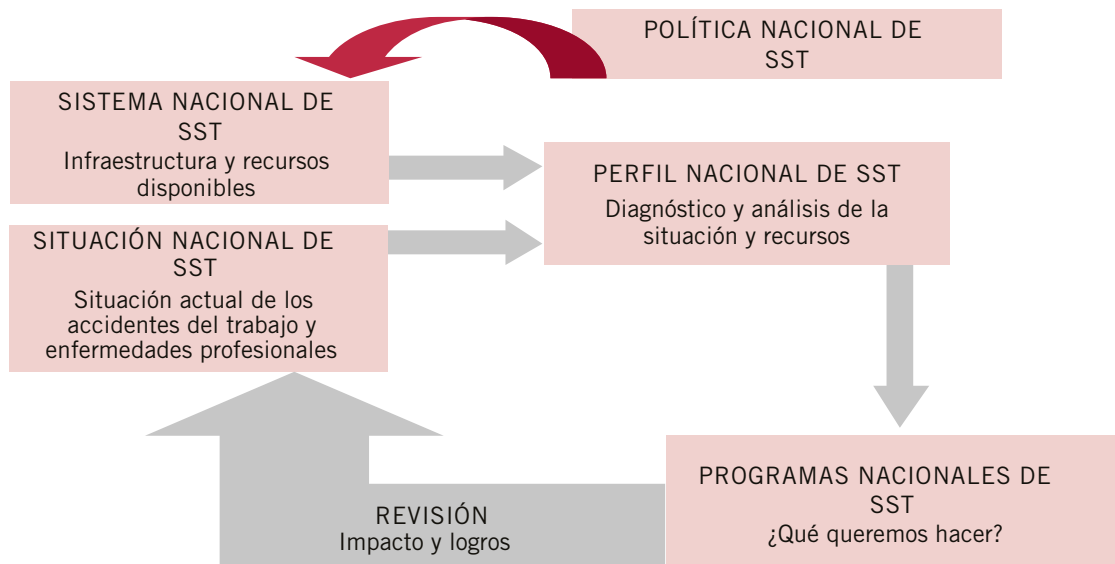 POLÍTICA NACIONAL DE
SST
SISTEMA NACIONAL DE
SST
Infraestructura y recursos
disponibles
PERFIL NACIONAL DE SST
Diagnóstico y análisis de la
situación y recursos
SITUACIÓN NACIONAL DE
SST
Situación actual de los
accidentes del trabajo y
enfermedades profesionales
PROGRAMAS NACIONALES DE
SST
¿Qué queremos hacer?
REVISIÓN
Impacto y logros